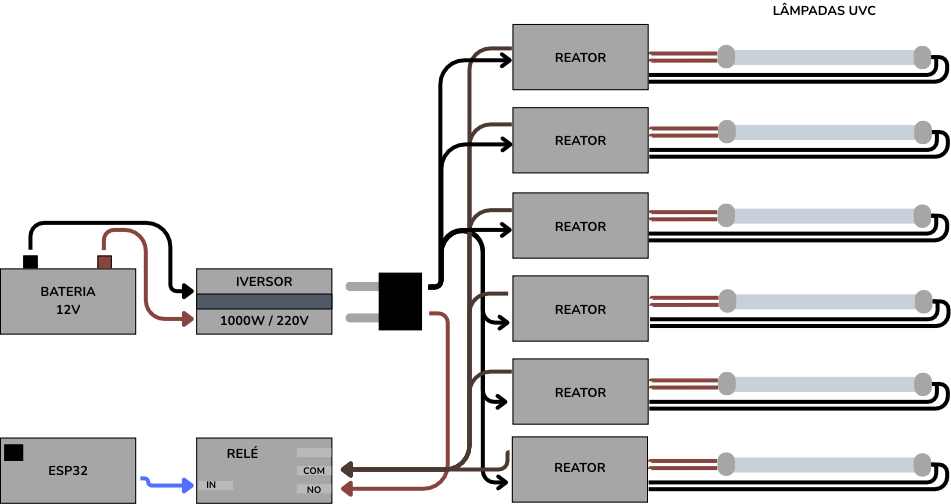 LÂMPADAS UVC
REATOR
REATOR
REATOR
BATERIA
12V
IVERSOR
1000W / 220V
REATOR
REATOR
ESP32
RELÉ
COM
IN
NO
REATOR